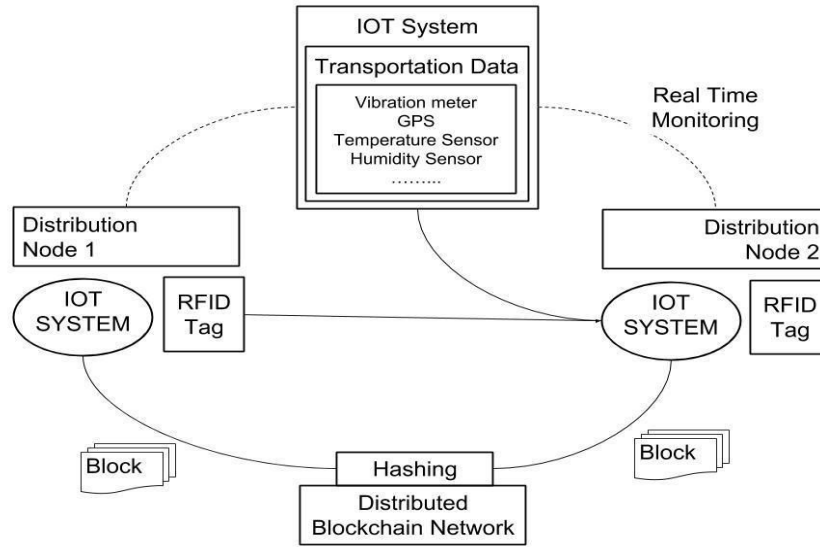 IOT System
Transportation Data
Vibration meter
GPS
Temperature Sensor
Humidity Sensor
………...
Real Time
Monitoring
Distribution
Node 1
Distribution
Node 2
IOT
SYSTEM
RFID
Tag
IOT
SYSTEM
RFID
Tag
Block
Block
Hashing
Distributed
Blockchain Network